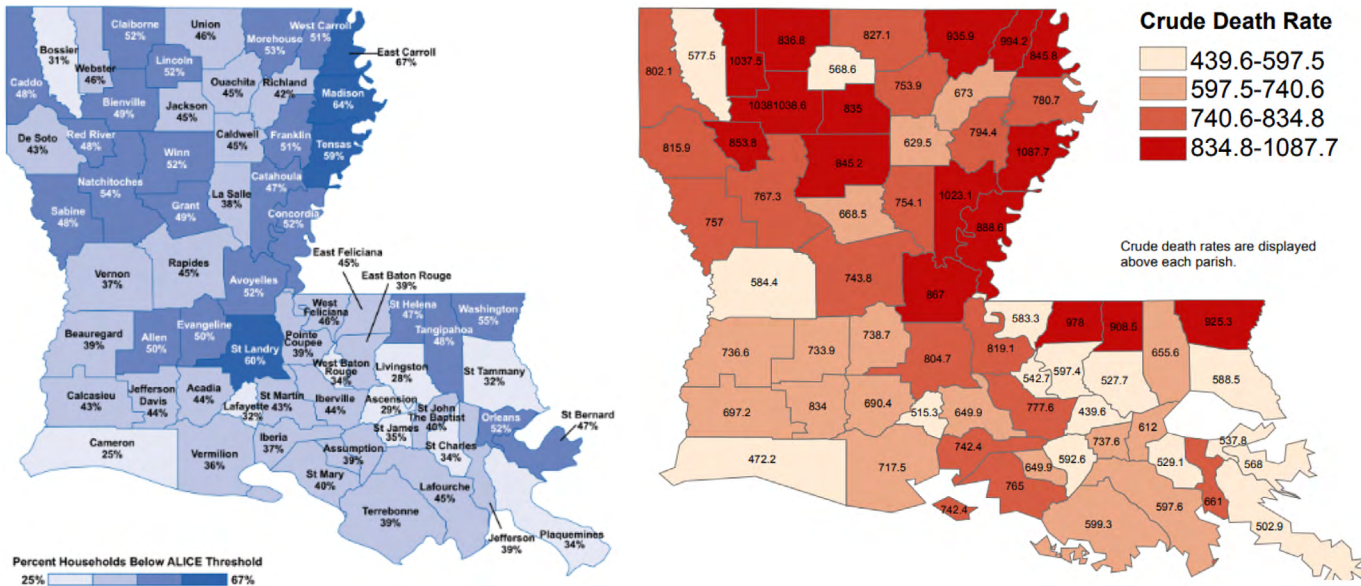 Claiborne
52%
Union
46%
Morehouse
53%
West Carroll
51%
East Carroll
67%
Bossier
31%
Webster
46%
Lincoln
52%
Caddo
48%
Ouachita
45%
Richland
42%
Madison
64%
Bienville
49%
Jackson
45%
De Soto
43%
Red River
48%
Caldwell
45%
Franklin
51%
Tensas
59%
Winn
52%
Natchitoches
54%
Catahoula
47%
La Salle
38%
Sabine
48%
Grant
49%
Concordia
52%
East Feliciana
45%
East Baton Rouge
39%
Vernon
37%
Rapides
45%
Avoyelles
52%
West
Feliciana
46%
St Helena
47%
Washington
55%
Tangipahoa
48%
Beauregard
39%
Allen
50%
Evangeline
50%
St Landry
60%
Pointe
Coupee
39%
West Baton
Rouge
34%
Livingston
28%
St Tammany
32%
Calcasieu
43%
Jefferson
Davis
44%
Acadia
44%
Lafayette
32%
St Martin
43%
Iberville
44%
Ascension
29%
St John
The Baptist
40%
Orleans
52%
St Bernard
47%
St James
35%
Cameron
25%
Vermilion
36%
Iberia
37%
Assumption
39%
St Charles
34%
St Mary
40%
Lafourche
45%
Terrebonne
39%
Jefferson
39%
Plaquemines
34%
Percent Households Below ALICE Threshold
25%
67%
Crude Death Rate
439.6-597.5
597.5-740.6
740.6-834.8
834.8-1087.7
Crude death rates are displayed
above each parish.
802.1
577.5
1037.5
836.8
827.1
935.9
994.2
845.8
568.6
753.9
673
780.7
1038.6
835
815.9
853.8
629.5
794.4
1087.7
845.2
767.3
757
668.5
754.1
1023.1
888.6
584.4
743.8
867
583.3
978
908.5
925.3
736.6
733.9
738.7
804.7
819.1
542.7
597.4
527.7
655.6
588.5
697.2
834
690.4
515.3
649.9
777.6
439.6
612
737.6
537.8
472.2
717.5
742.4
592.6
529.1
568
649.9
765
661
742.4
599.3
597.6
502.9